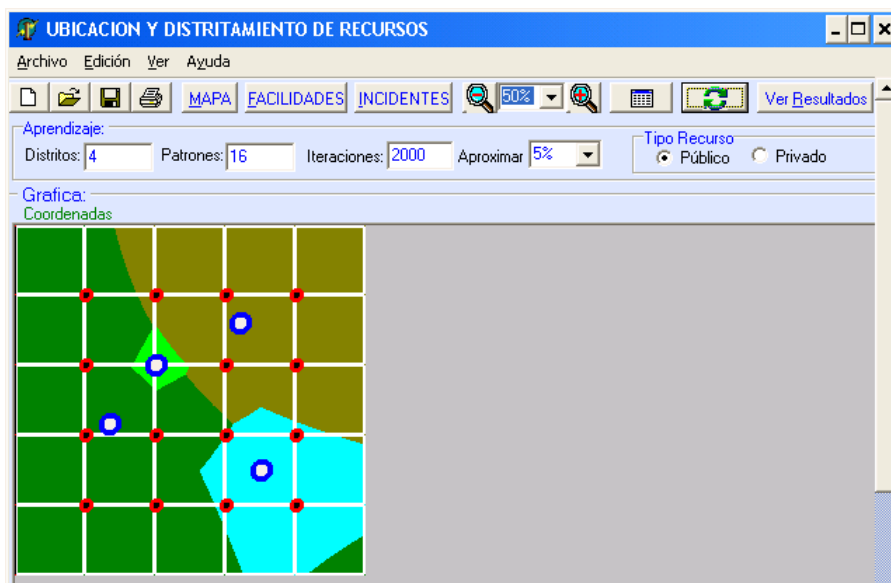 UBICACION Y DISTRITAMIENTO DE RECURSOS
Archivo Edición Ver Ayuda
MAPA FACILIDADES INCIDENTES 50% Ver Resultados
Aprendizaje:
Distritos: 4 Patrones: 16 Iteraciones: 2000 Aproximar 5%
Tipo Recurso
Público Privado
Grafica:
Coordenadas